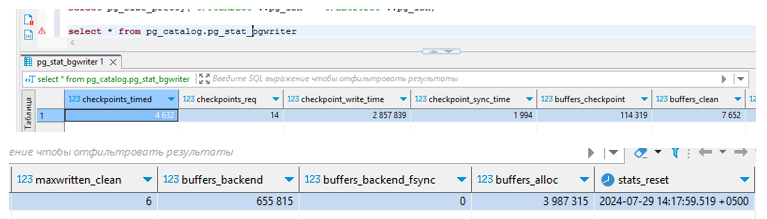 select * from pg_catalog.pg_stat_bgwriter
pg_stat_bgwriter 1
select * from pg_catalog.pg_stat_bgwriter Введите SQL выражение чтобы отфильтровать результаты
Таблица
123 checkpoints_timed 123 checkpoints_req 123 checkpoint_write_time 123 checkpoint_sync_time 123 buffers_checkpoint 123 buffers_clean
1 4 632 14 2 857 839 1 994 114 319 7 652
ение чтобы отфильтровать результаты
maxwritten_clean 123 buffers_backend 123 buffers_backend_fsync 123 buffers_alloc stats_reset
6 655 815 0 3 987 315 2024-07-29 14:17:59.519 +0500